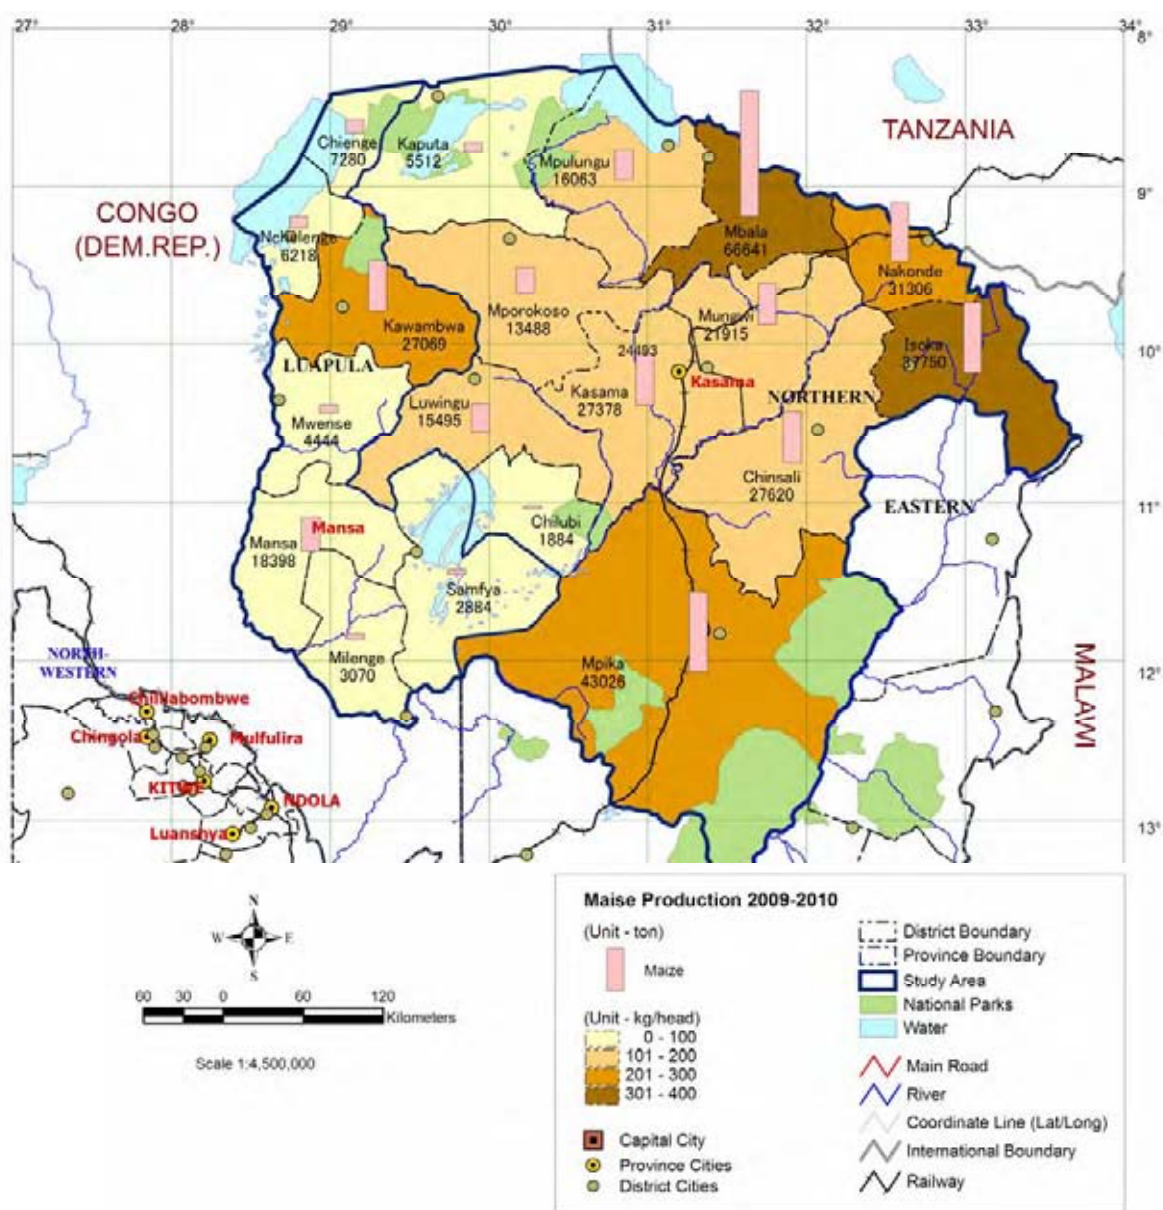 27° 28° 29° 30° 31° 32° 33° 34°
8°
TANZANIA
Chienge
7280
Kaputa
5512
Mpulungu
16063
9°
CONGO
(DEM.REP.)
Nchelenge
6218
Mbala
66641
Nakonde
31306
Mporokoso
13488
Kawambwa
27069
Mungwi
21915
Isoka
37750
10°
LUAPULA
24493
Kasama
Kasama
27378
NORTHERN
Luwingu
15495
Mwense
4444
Chinsali
27620
11°
EASTERN
Mansa
Mansa
18398
Chilubi
1884
Samfya
2884
NORTH-
WESTERN
Milenge
3070
Mpika
43026
12°
MALAWI
Chililabombwe
Chingola
Mulfulira
KITWE
NDOLA
Luanshya
13°
N
W E
S
60 30 0 60 120
Kilometers
Scale 1:4,500,000
Maise Production 2009-2010
(Unit - ton)
Maize
(Unit - kg/head)
0 - 100
101 - 200
201 - 300
301 - 400
Capital City
Province Cities
District Cities
District Boundary
Province Boundary
Study Area
National Parks
Water
Main Road
River
Coordinate Line (Lat/Long)
International Boundary
Railway